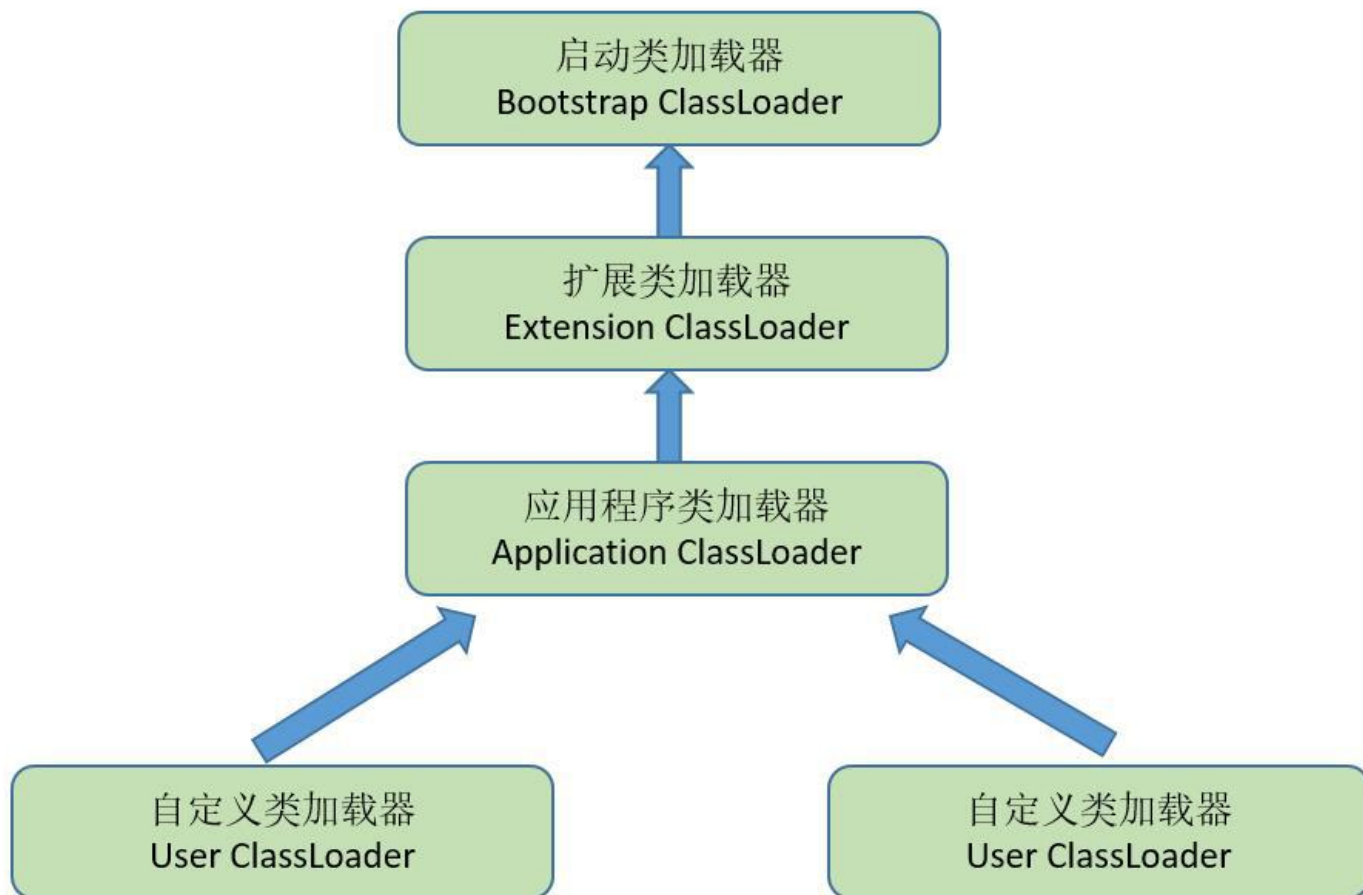 启动类加载器
Bootstrap ClassLoader
扩展类加载器
Extension ClassLoader
应用程序类加载器
Application ClassLoader
自定义类加载器
User ClassLoader
自定义类加载器
User ClassLoader